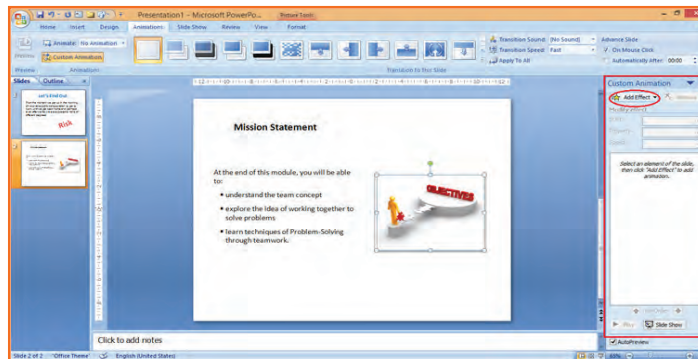 Presentation1 - Microsoft PowerPo...
Picture Tools
Home Insert Design Animations Slide Show Review View Format
Animate: No Animation
Custom Animation
Preview
Animations
Transition to This Slide
Transition Sound: [No Sound]
Transition Speed: Fast
Apply To All
Advance Slide
On Mouse Click
Automatically After: 00:00
Slides Outline
Let's Find Out
Risk
Mission Statement
At the end of this module, you will be able
to:
• understand the team concept
• explore the idea of working together to
solve problems
• learn techniques of Problem-Solving
through teamwork.
OBJECTIVES
Custom Animation
Add Effect
Select an element of the slide,
then click "Add Effect" to add
animation.
Play
Slide Show
AutoPreview
Click to add notes
Slide 2 of 2 "Office Theme" English (United States)